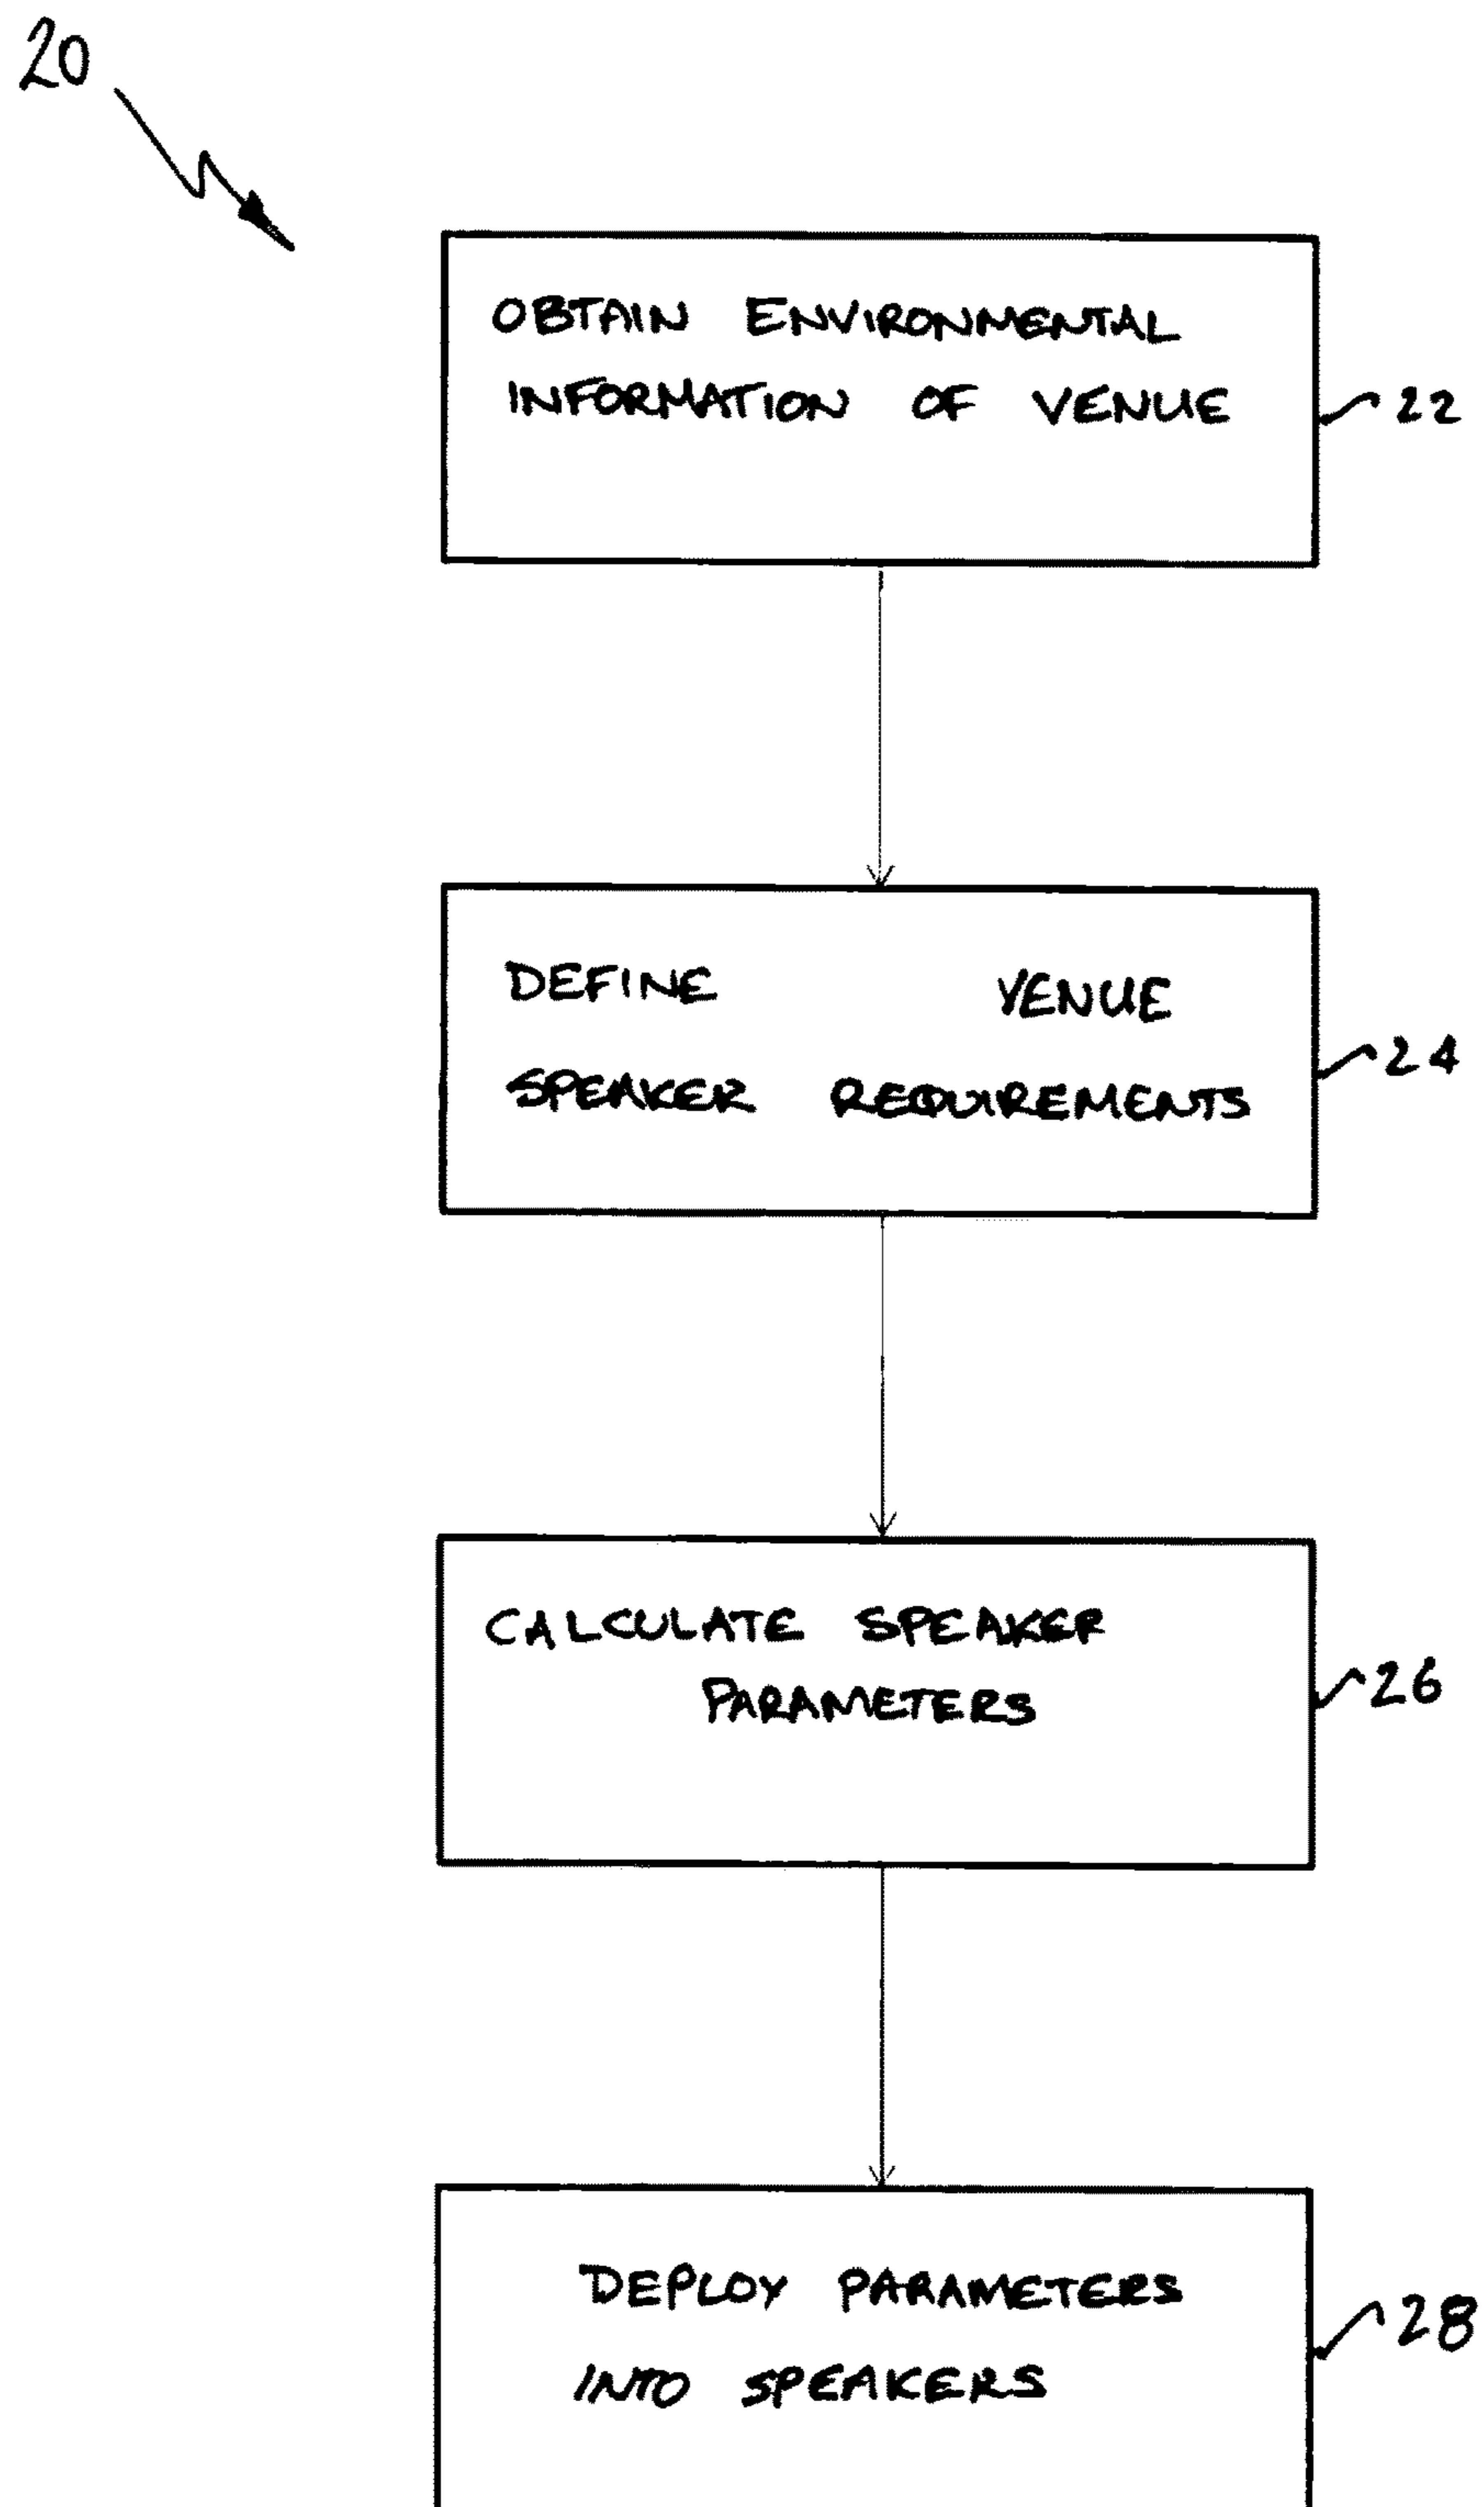 20
OBTAIN ENVIRONMENTAL
INFORMATION OF VENUE
22
DEFINE VENUE
SPEAKER REQUIREMENTS
24
CALCULATE SPEAKER
PARAMETERS
26
DEPLOY PARAMETERS
INTO SPEAKERS
28